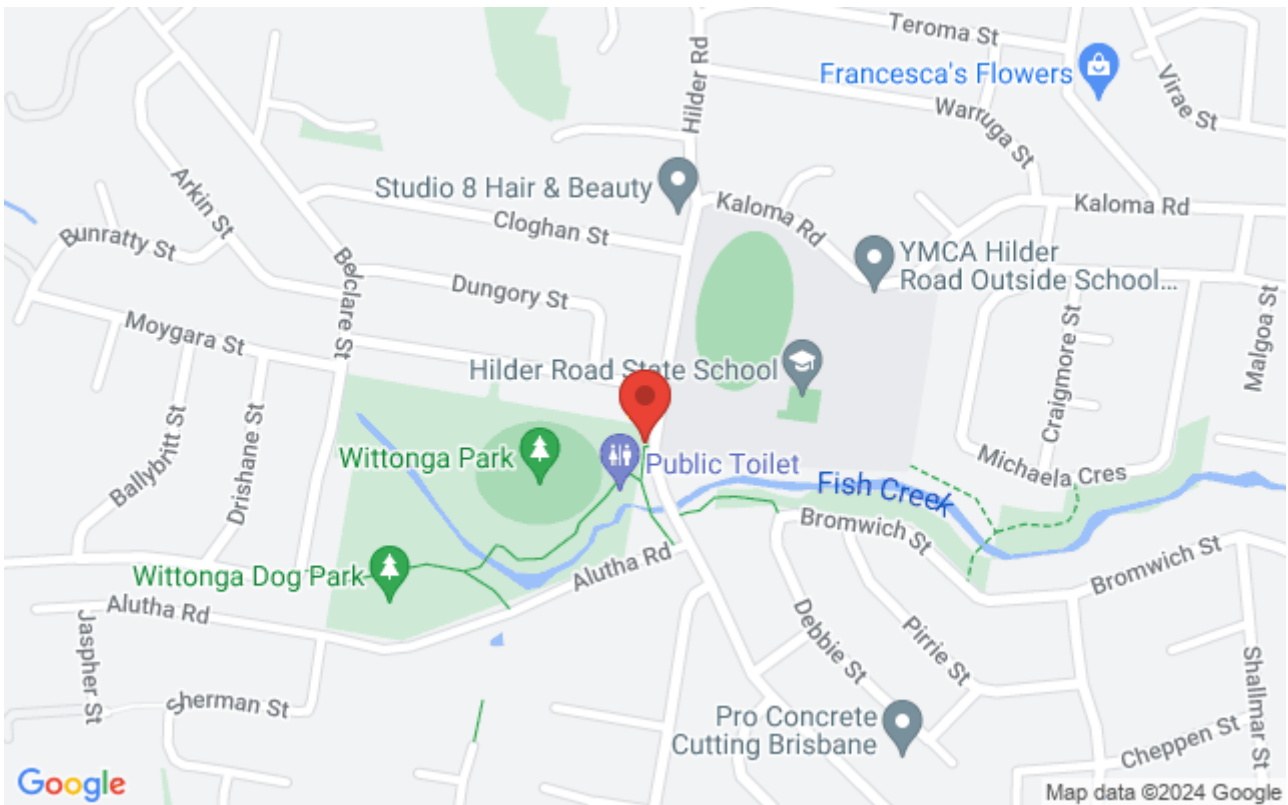 Teroma St
Hilder Rd
Francesca's Flowers
Virae St
Warruga St
Arkin St
Studio 8 Hair & Beauty
Kaloma Rd
Kaloma Rd
Cloghan St
Bunratty St
YMCA Hilder
Road Outside School...
Belclare St
Dungory St
Malgoa St
Moygara St
Craigmore St
Hilder Road State School
Ballybritt St
Drishane St
Wittonga Park
Public Toilet
Michaela Cres
Fish Creek
Bromwich St
Bromwich St
Alutha Rd
Wittonga Dog Park
Alutha Rd
Jaspher St
Debbie St
Pirrie St
Shallmar St
Sherman St
Pro Concrete
Cutting Brisbane
Cheppen St
Google
Map data ©2024 Google